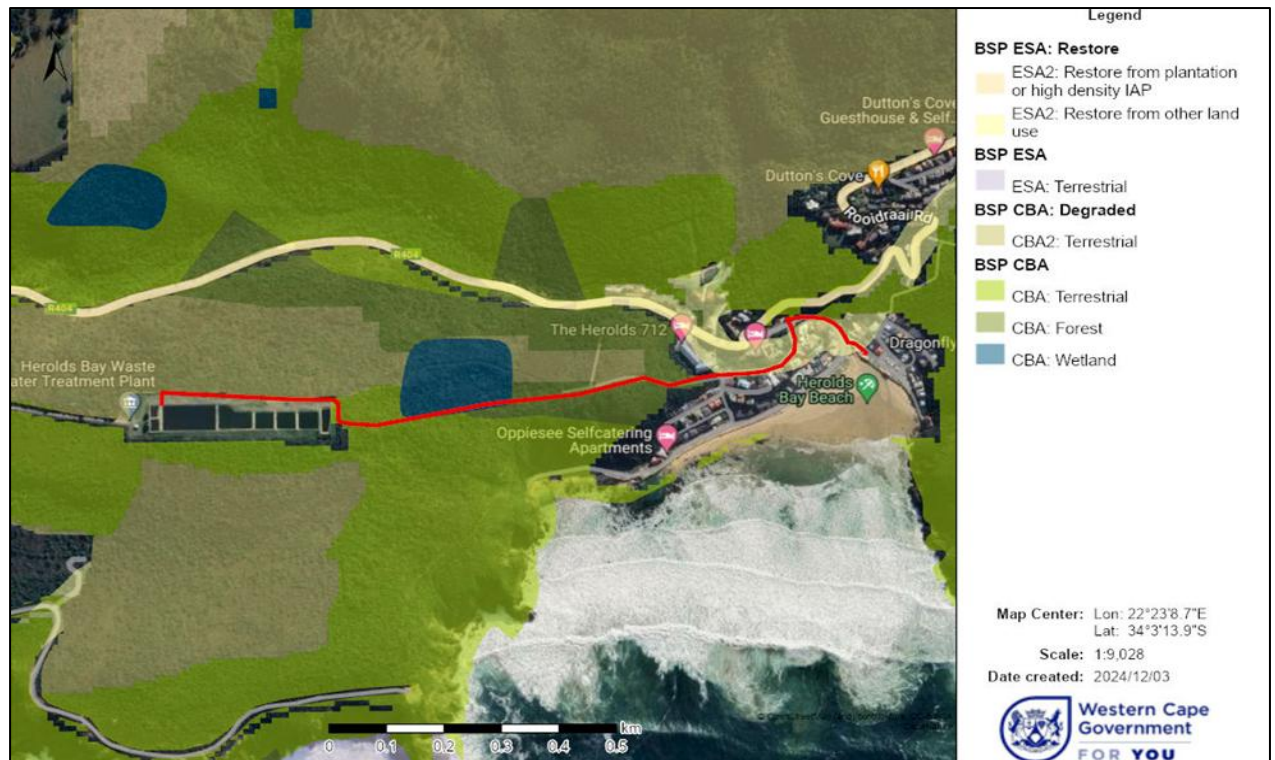 Legend
BSP ESA: Restore
ESA2: Restore from plantation
or high density IAP
ESA2: Restore from other land
use
BSP ESA
ESA: Terrestrial
BSP CBA: Degraded
CBA2: Terrestrial
BSP CBA
CBA: Terrestrial
CBA: Forest
CBA: Wetland
Dutton's Cove
Guesthouse & Self...
Dutton's Cove
Rooidraai Rd
R404
R404
The Herolds 712
Dragonfly
Herolds Bay Waste
ater Treatment Plant
Herolds
Bay Beach
Oppiesee Selfcatering
Apartments
km
0 0.1 0.2 0.3 0.4 0.5
Map Center: Lon: 22°23'8.7"E
Lat: 34°3'13.9"S
Scale: 1:9,028
Date created: 2024/12/03
Western Cape
Government
FOR YOU